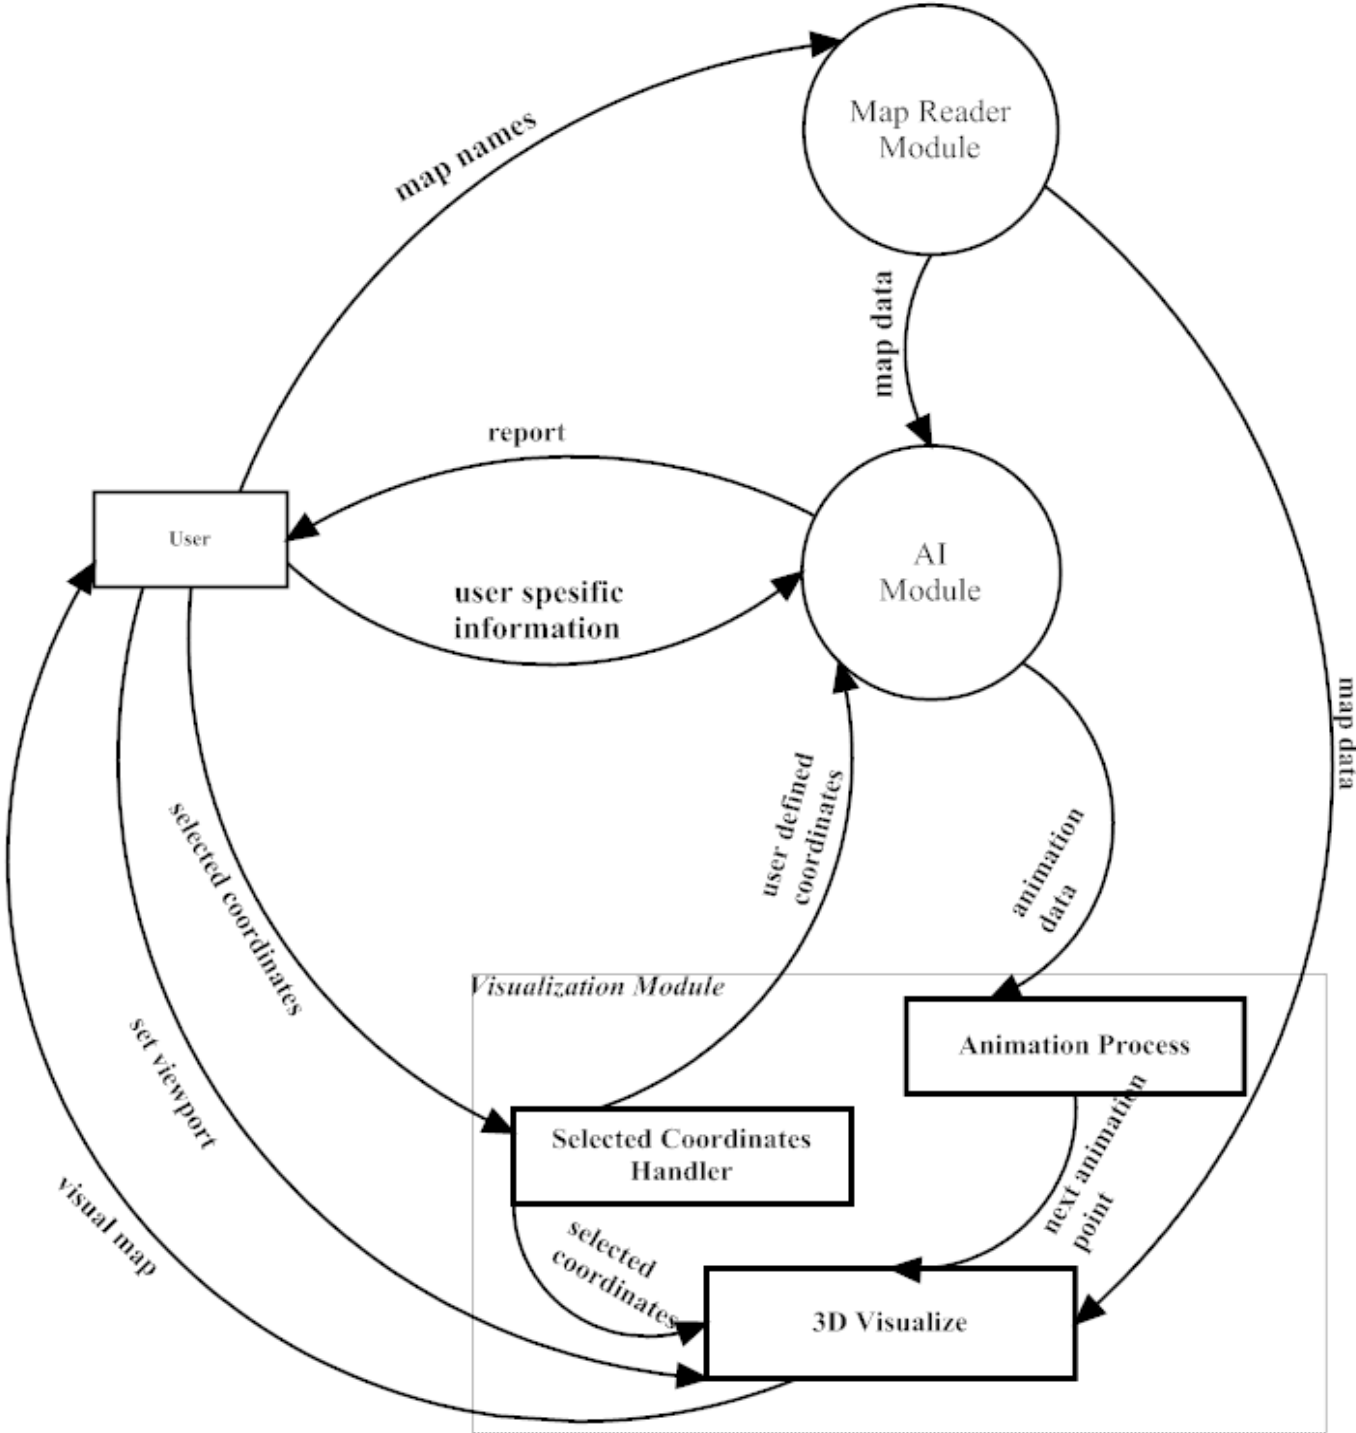 Map Reader
Module
map names
map data
report
User
AI
Module
user spesific
information
map data
user defined
coordinates
selected coordinates
animation
data
Visualization Module
Animation Process
set viewport
Selected Coordinates
Handler
next animation
point
visual map
selected
coordinates
3D Visualize